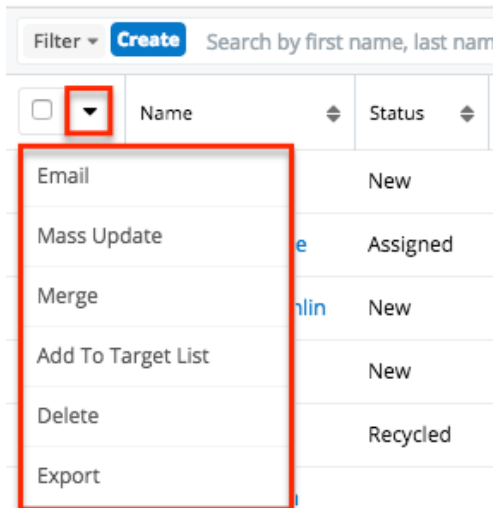 Filter Create Search by first name, last nam
Name Status
Email New
Mass Update e Assigned
Merge nlin New
Add To Target List New
Delete Recycled
Export